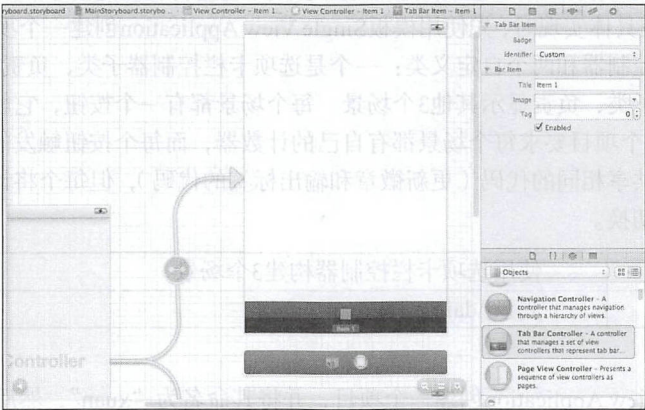 ryboard.storyboard MainStoryboard.storybo... View Controller – Item 1... View Controller – Item 1 Tab Bar Item – Item 1
Tab Bar Item
Badge
Identifier Custom
Bar Item
Title Item 1
Image
Tag 0
Enabled
Item 1
Controller
Objects
Navigation Controller – A
controller that manages navigation
through a hierarchy of views.
Tab Bar Controller – A controller
that manages a set of view
controllers that represent tab bar...
Page View Controller – Presents a
sequence of view controllers as
pages.